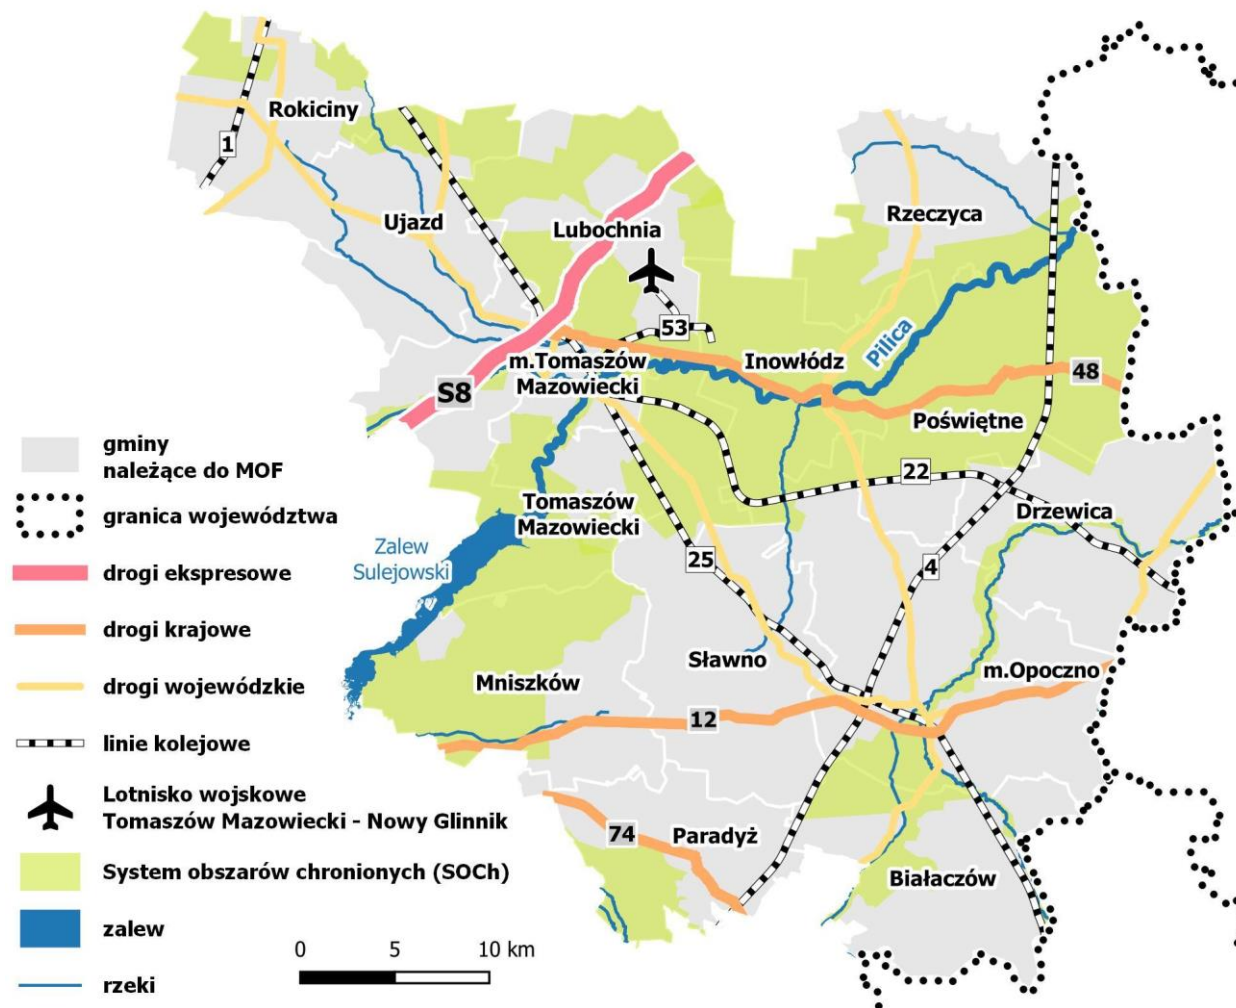 Rokiciny
1
Ujazd
Lubochnia
Rzeczyca
53
Pilica
m.Tomaszów
Mazowiecki
Inowłódz
S8
48
Poświętne
gminy
należące do MOF
granica województwa
drogi ekspresowe
drogi krajowe
drogi wojewódzkie
linie kolejowe
Lotnisko wojskowe
Tomaszów Mazowiecki - Nowy Glinnik
System obszarów chronionych (SOCh)
zalew
rzeki
22
Tomaszów
Mazowiecki
Drzewica
Zalew
Sulejowski
25
4
Sławno
m.Opoczno
Mniszków
12
74
Paradyż
Białaczów
0 5 10 km